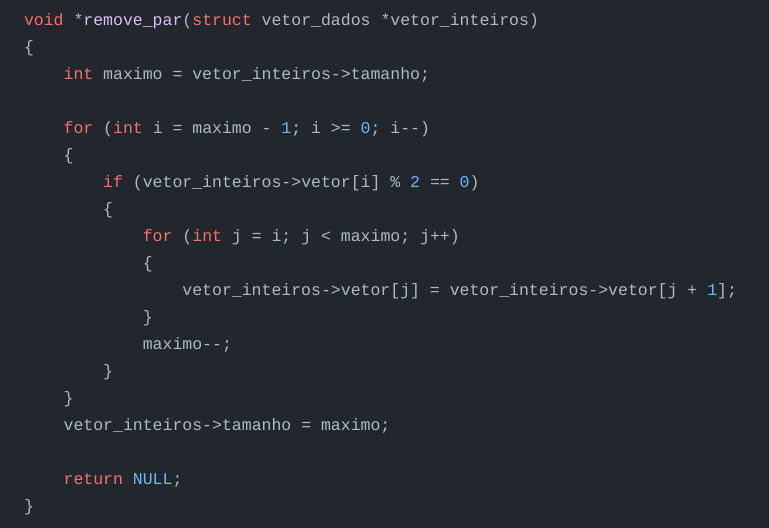 void *remove_par(struct vetor_dados *vetor_inteiros)
{
    int maximo = vetor_inteiros->tamanho;

    for (int i = maximo - 1; i >= 0; i--)
    {
        if (vetor_inteiros->vetor[i] % 2 == 0)
        {
            for (int j = i; j < maximo; j++)
            {
                vetor_inteiros->vetor[j] = vetor_inteiros->vetor[j + 1];
            }
            maximo--;
        }
    }
    vetor_inteiros->tamanho = maximo;

    return NULL;
}